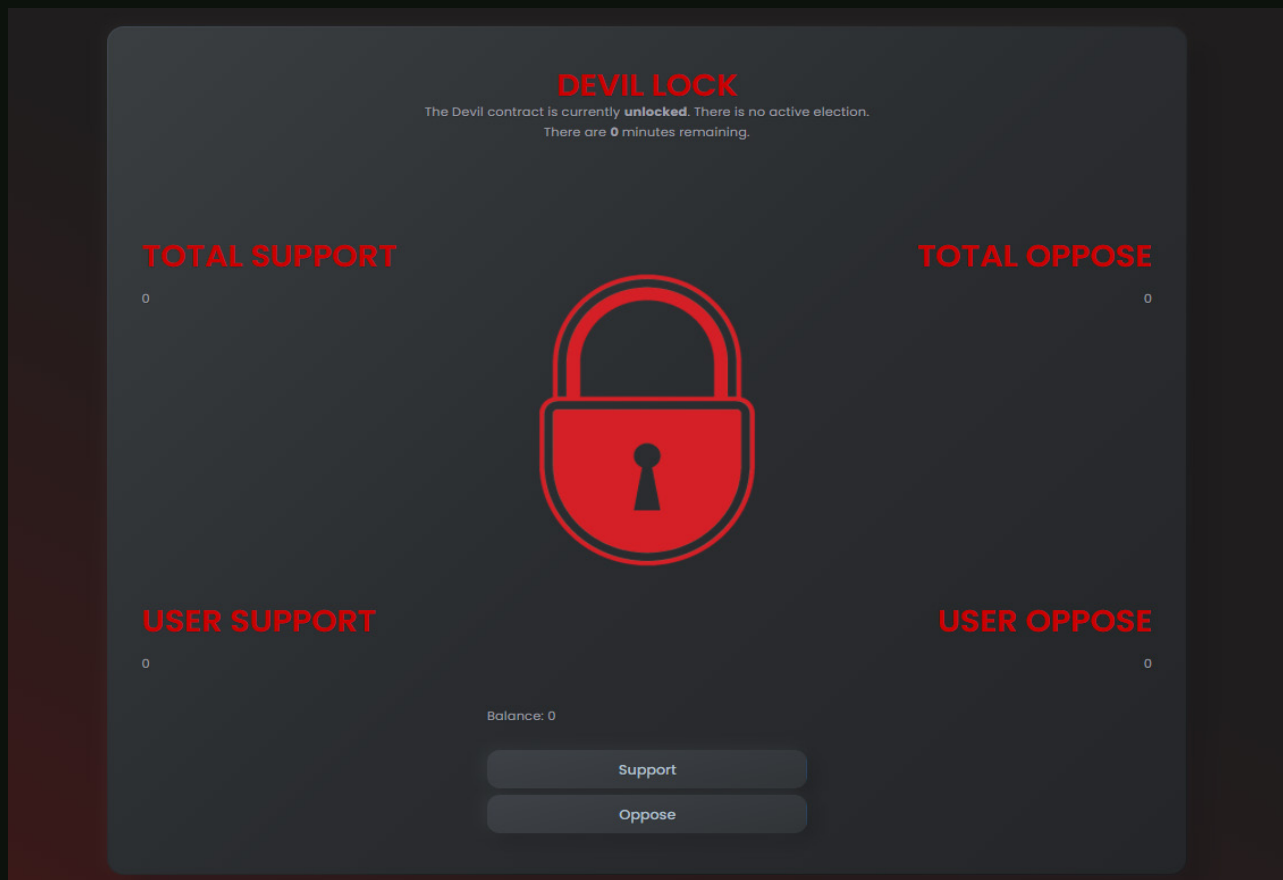 DEVIL LOCK
The Devil contract is currently unlocked. There is no active election.
There are 0 minutes remaining.
TOTAL SUPPORT
0
TOTAL OPPOSE
0
USER SUPPORT
0
USER OPPOSE
0
Balance: 0
Support
Oppose